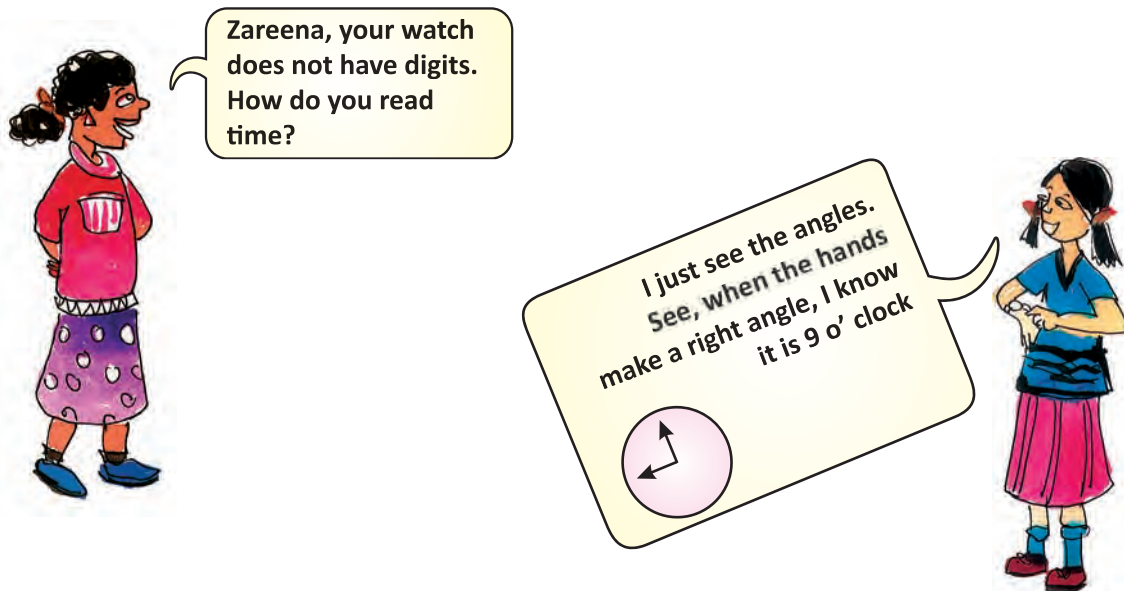 Zareena, your watch
does not have digits.
How do you read
time?
I just see the angles.
See, when the hands
make a right angle, I know
it is 9 o’ clock